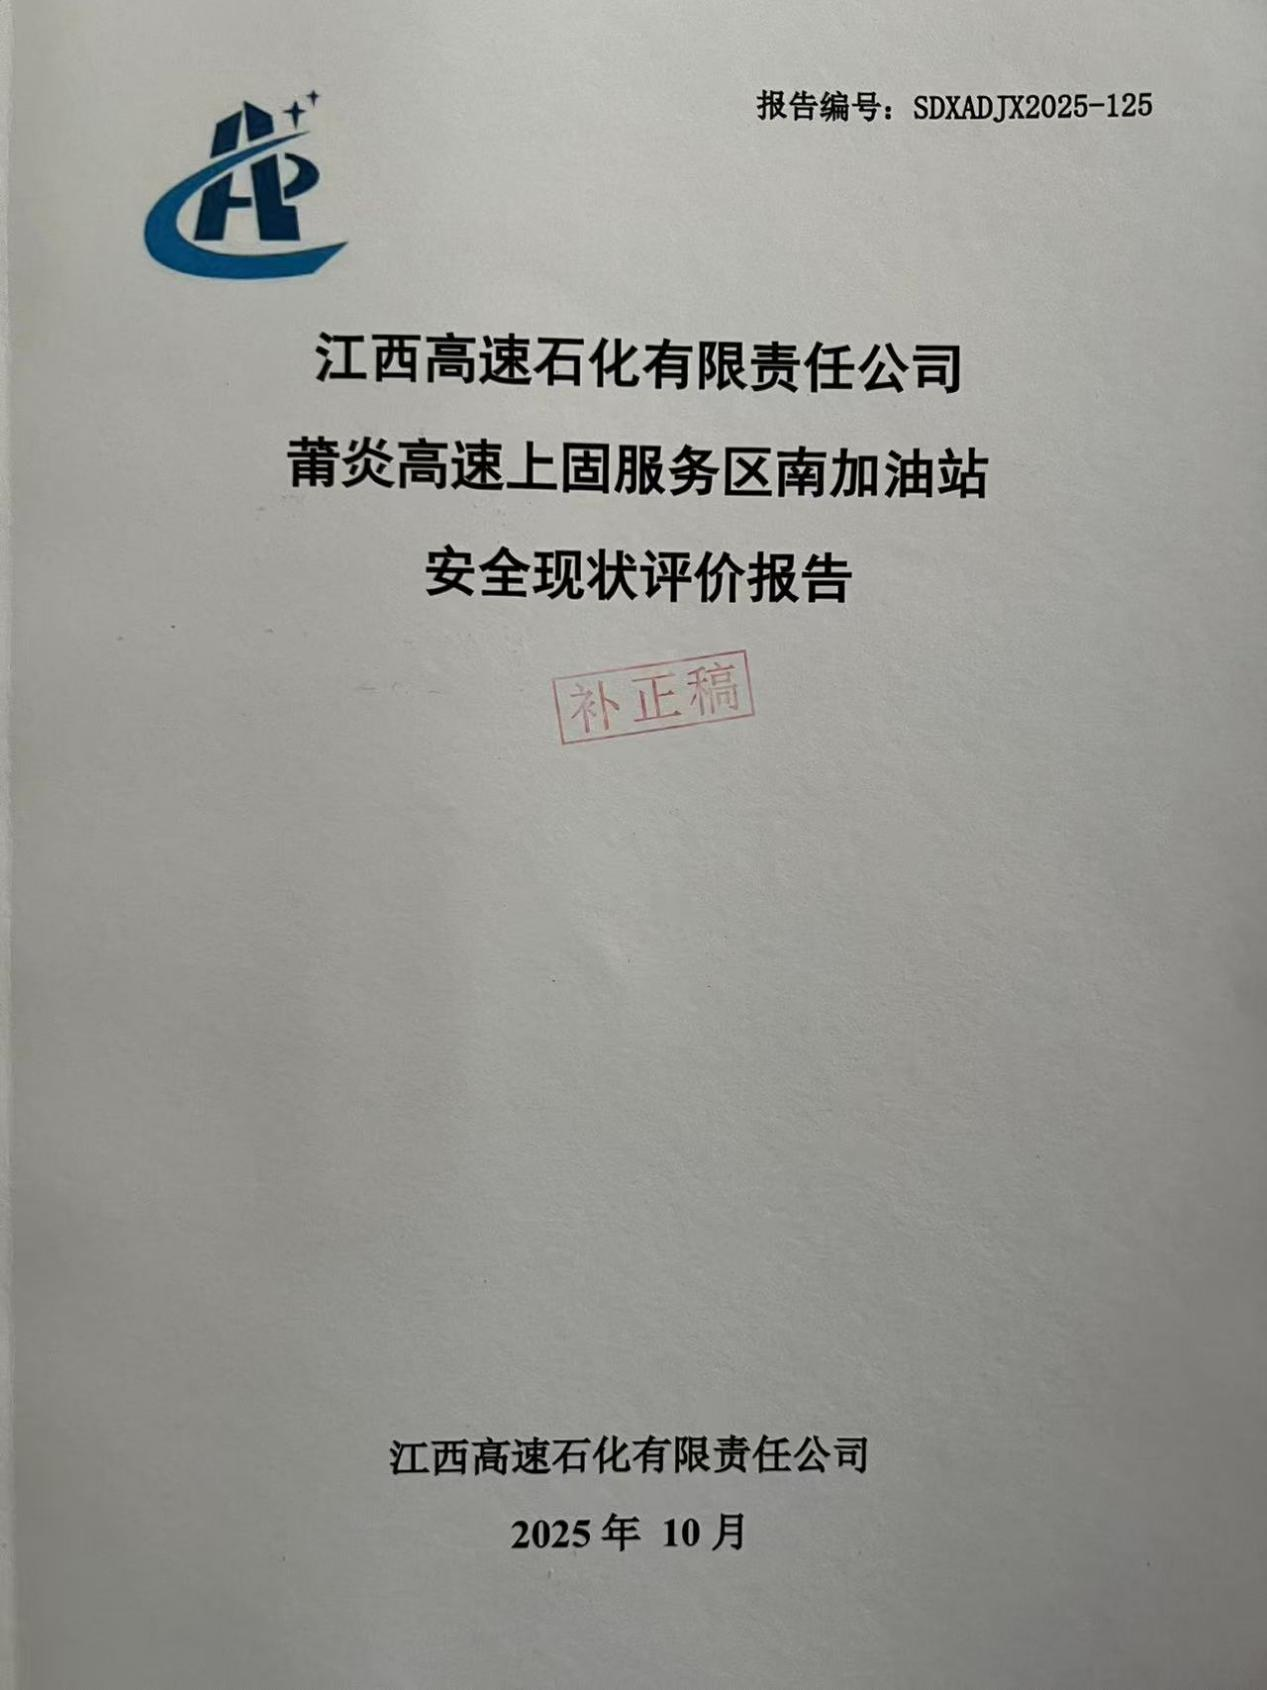 报告编号：SDXADJX2025-125
江西高速石化有限责任公司
莆炎高速上固服务区南加油站
安全现状评价报告
补正稿
江西高速石化有限责任公司
2025年 10月